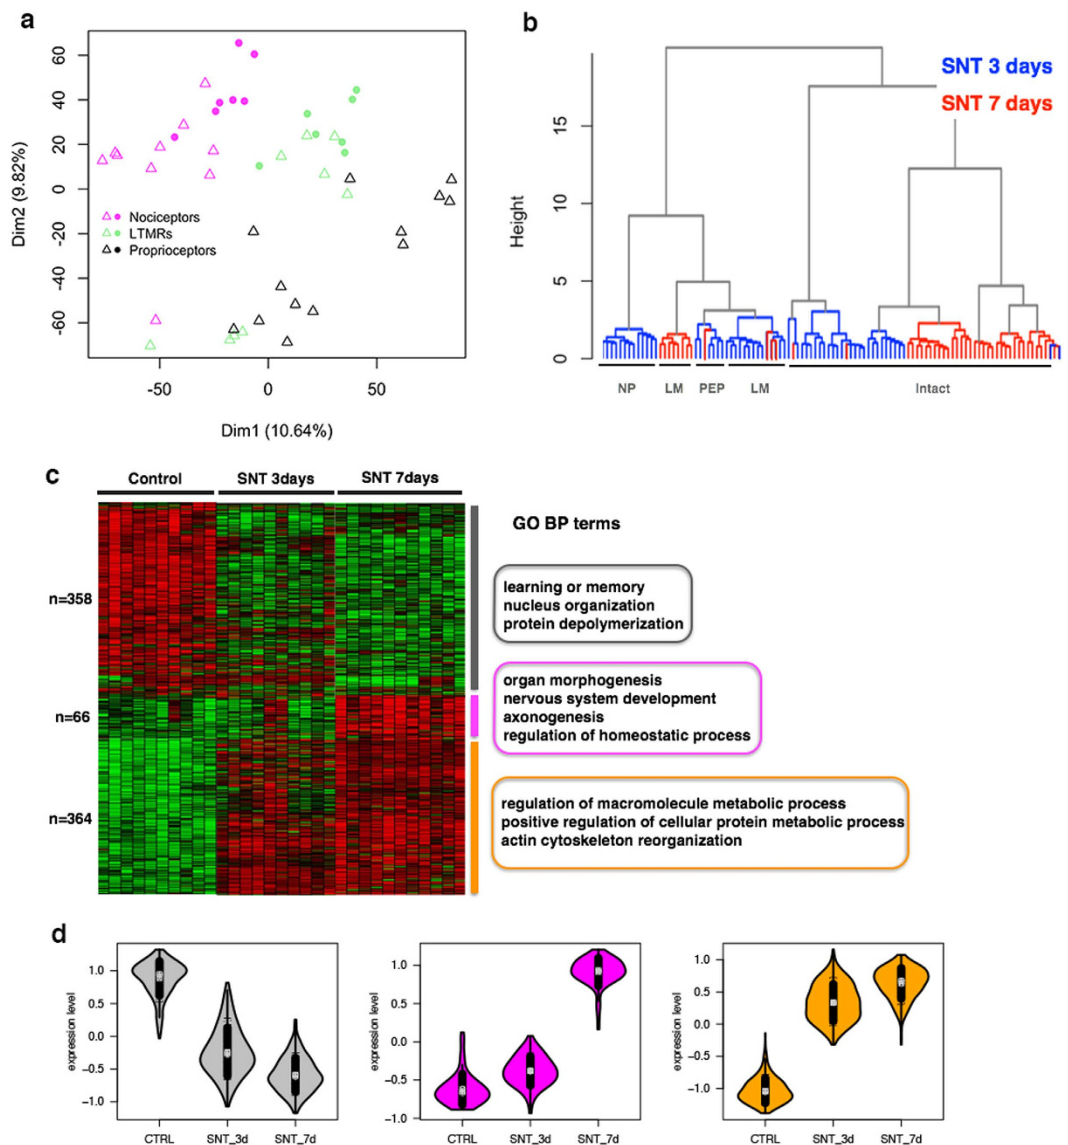 a
Dim2 (9.82%)
60
40
20
0
-20
-40
-60
Nociceptors
LTMRs
Proprioceptors
-50
0
50
Dim1 (10.64%)
b
SNT 3 days
SNT 7 days
Height
15
10
5
0
NP
LM
PEP
LM
Intact
c
Control
SNT 3days
SNT 7days
GO BP terms
n=358
learning or memory
nucleus organization
protein depolymerization
n=66
organ morphogenesis
nervous system development
axonogenesis
regulation of homeostatic process
n=364
regulation of macromolecule metabolic process
positive regulation of cellular protein metabolic process
actin cytoskeleton reorganization
d
expression level
1.0
0.5
0.0
−0.5
−1.0
CTRL
SNT_3d
SNT_7d
expression level
1.0
0.5
0.0
−0.5
−1.0
CTRL
SNT_3d
SNT_7d
expression level
1.0
0.5
0.0
−0.5
−1.0
CTRL
SNT_3d
SNT_7d